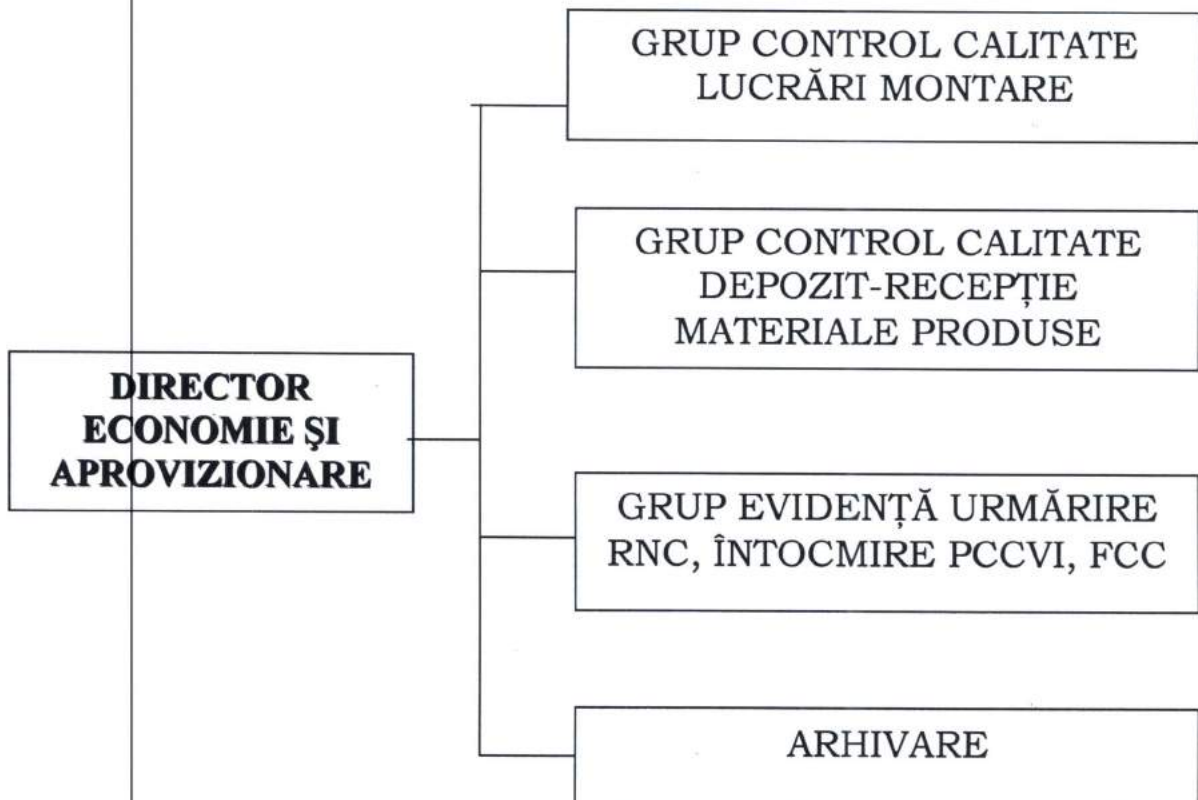 GRUP CONTROL CALITATE
LUCRĂRI MONTARE
GRUP CONTROL CALITATE
DEPOZIT-RECEPȚIE
MATERIALE PRODUSE
DIRECTOR
ECONOMIE ȘI
APROVIZIONARE
GRUP EVIDENȚĂ URMĂRIRE
RNC, ÎNTOCMIRE PCCVI, FCC
ARHIVARE